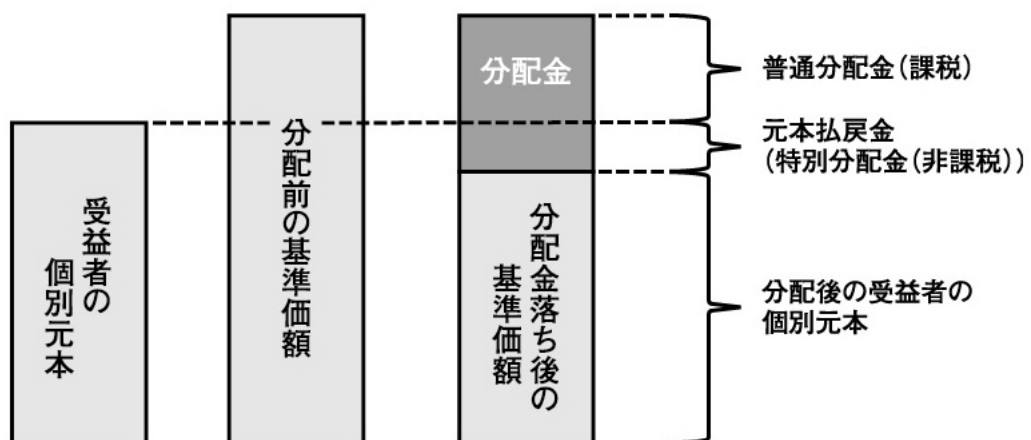 受益者の
個別元本
分配前の基準価額
分配金
分配金落ち後の
基準価額
普通分配金（課税）
元本払戻金
（特別分配金（非課税））
分配後の受益者の
個別元本